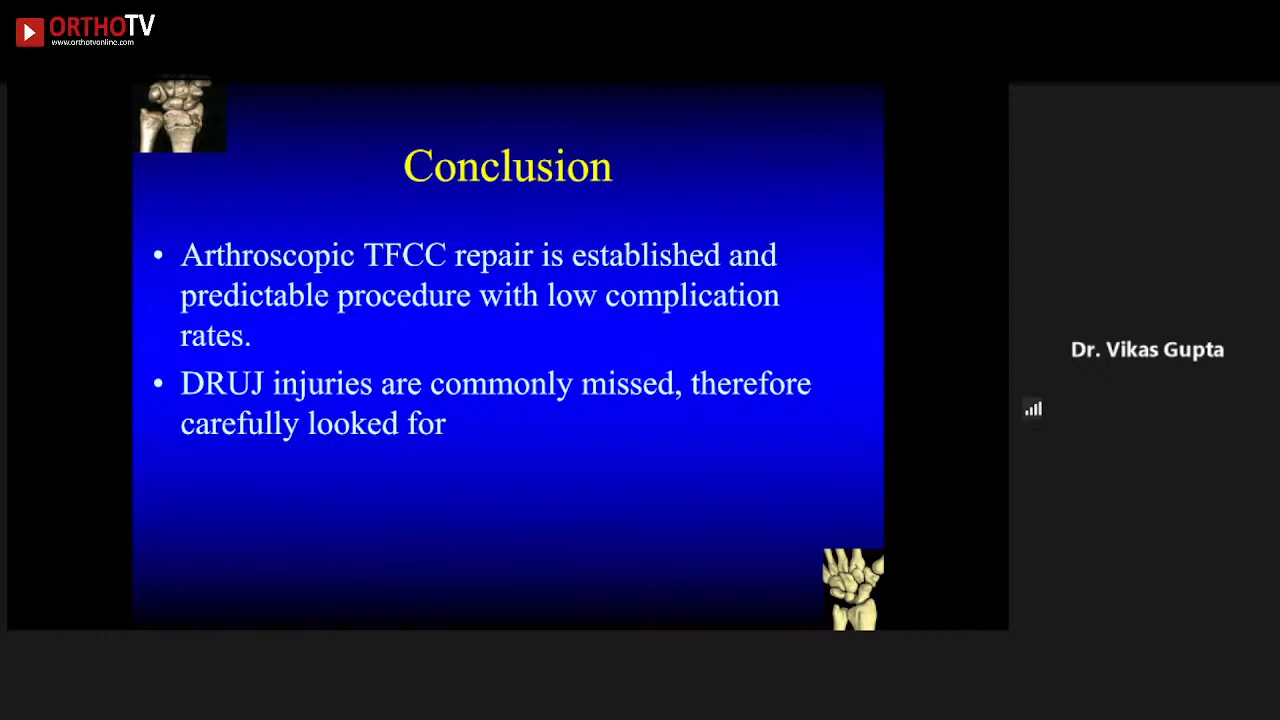 ORTHOTV
www.orthotvonline.com
Conclusion
• Arthroscopic TFCC repair is established and
predictable procedure with low complication
rates.
• DRUJ injuries are commonly missed, therefore
carefully looked for
Dr. Vikas Gupta